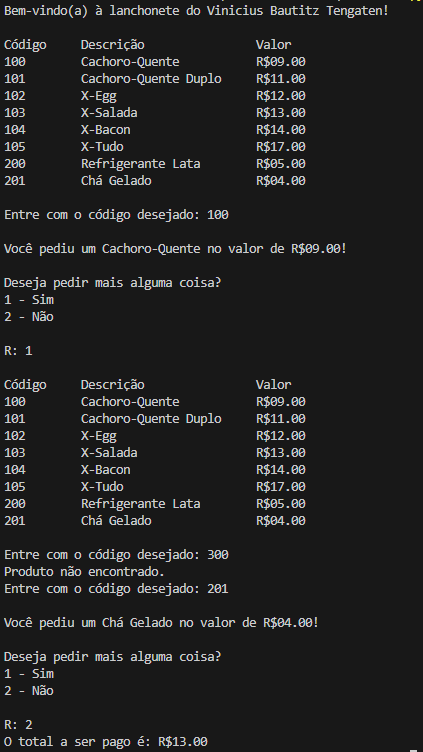 Bem-vindo(a) à lanchonete do Vinicius Bautitz Tengaten!
Código Descrição Valor
100 Cachoro-Quente R$09.00
101 Cachoro-Quente Duplo R$11.00
102 X-Egg R$12.00
103 X-Salada R$13.00
104 X-Bacon R$14.00
105 X-Tudo R$17.00
200 Refrigerante Lata R$05.00
201 Chá Gelado R$04.00
Entre com o código desejado: 100
Você pediu um Cachoro-Quente no valor de R$09.00!
Deseja pedir mais alguma coisa?
1 - Sim
2 - Não
R: 1
Código Descrição Valor
100 Cachoro-Quente R$09.00
101 Cachoro-Quente Duplo R$11.00
102 X-Egg R$12.00
103 X-Salada R$13.00
104 X-Bacon R$14.00
105 X-Tudo R$17.00
200 Refrigerante Lata R$05.00
201 Chá Gelado R$04.00
Entre com o código desejado: 300
Produto não encontrado.
Entre com o código desejado: 201
Você pediu um Chá Gelado no valor de R$04.00!
Deseja pedir mais alguma coisa?
1 - Sim
2 - Não
R: 2
O total a ser pago é: R$13.00